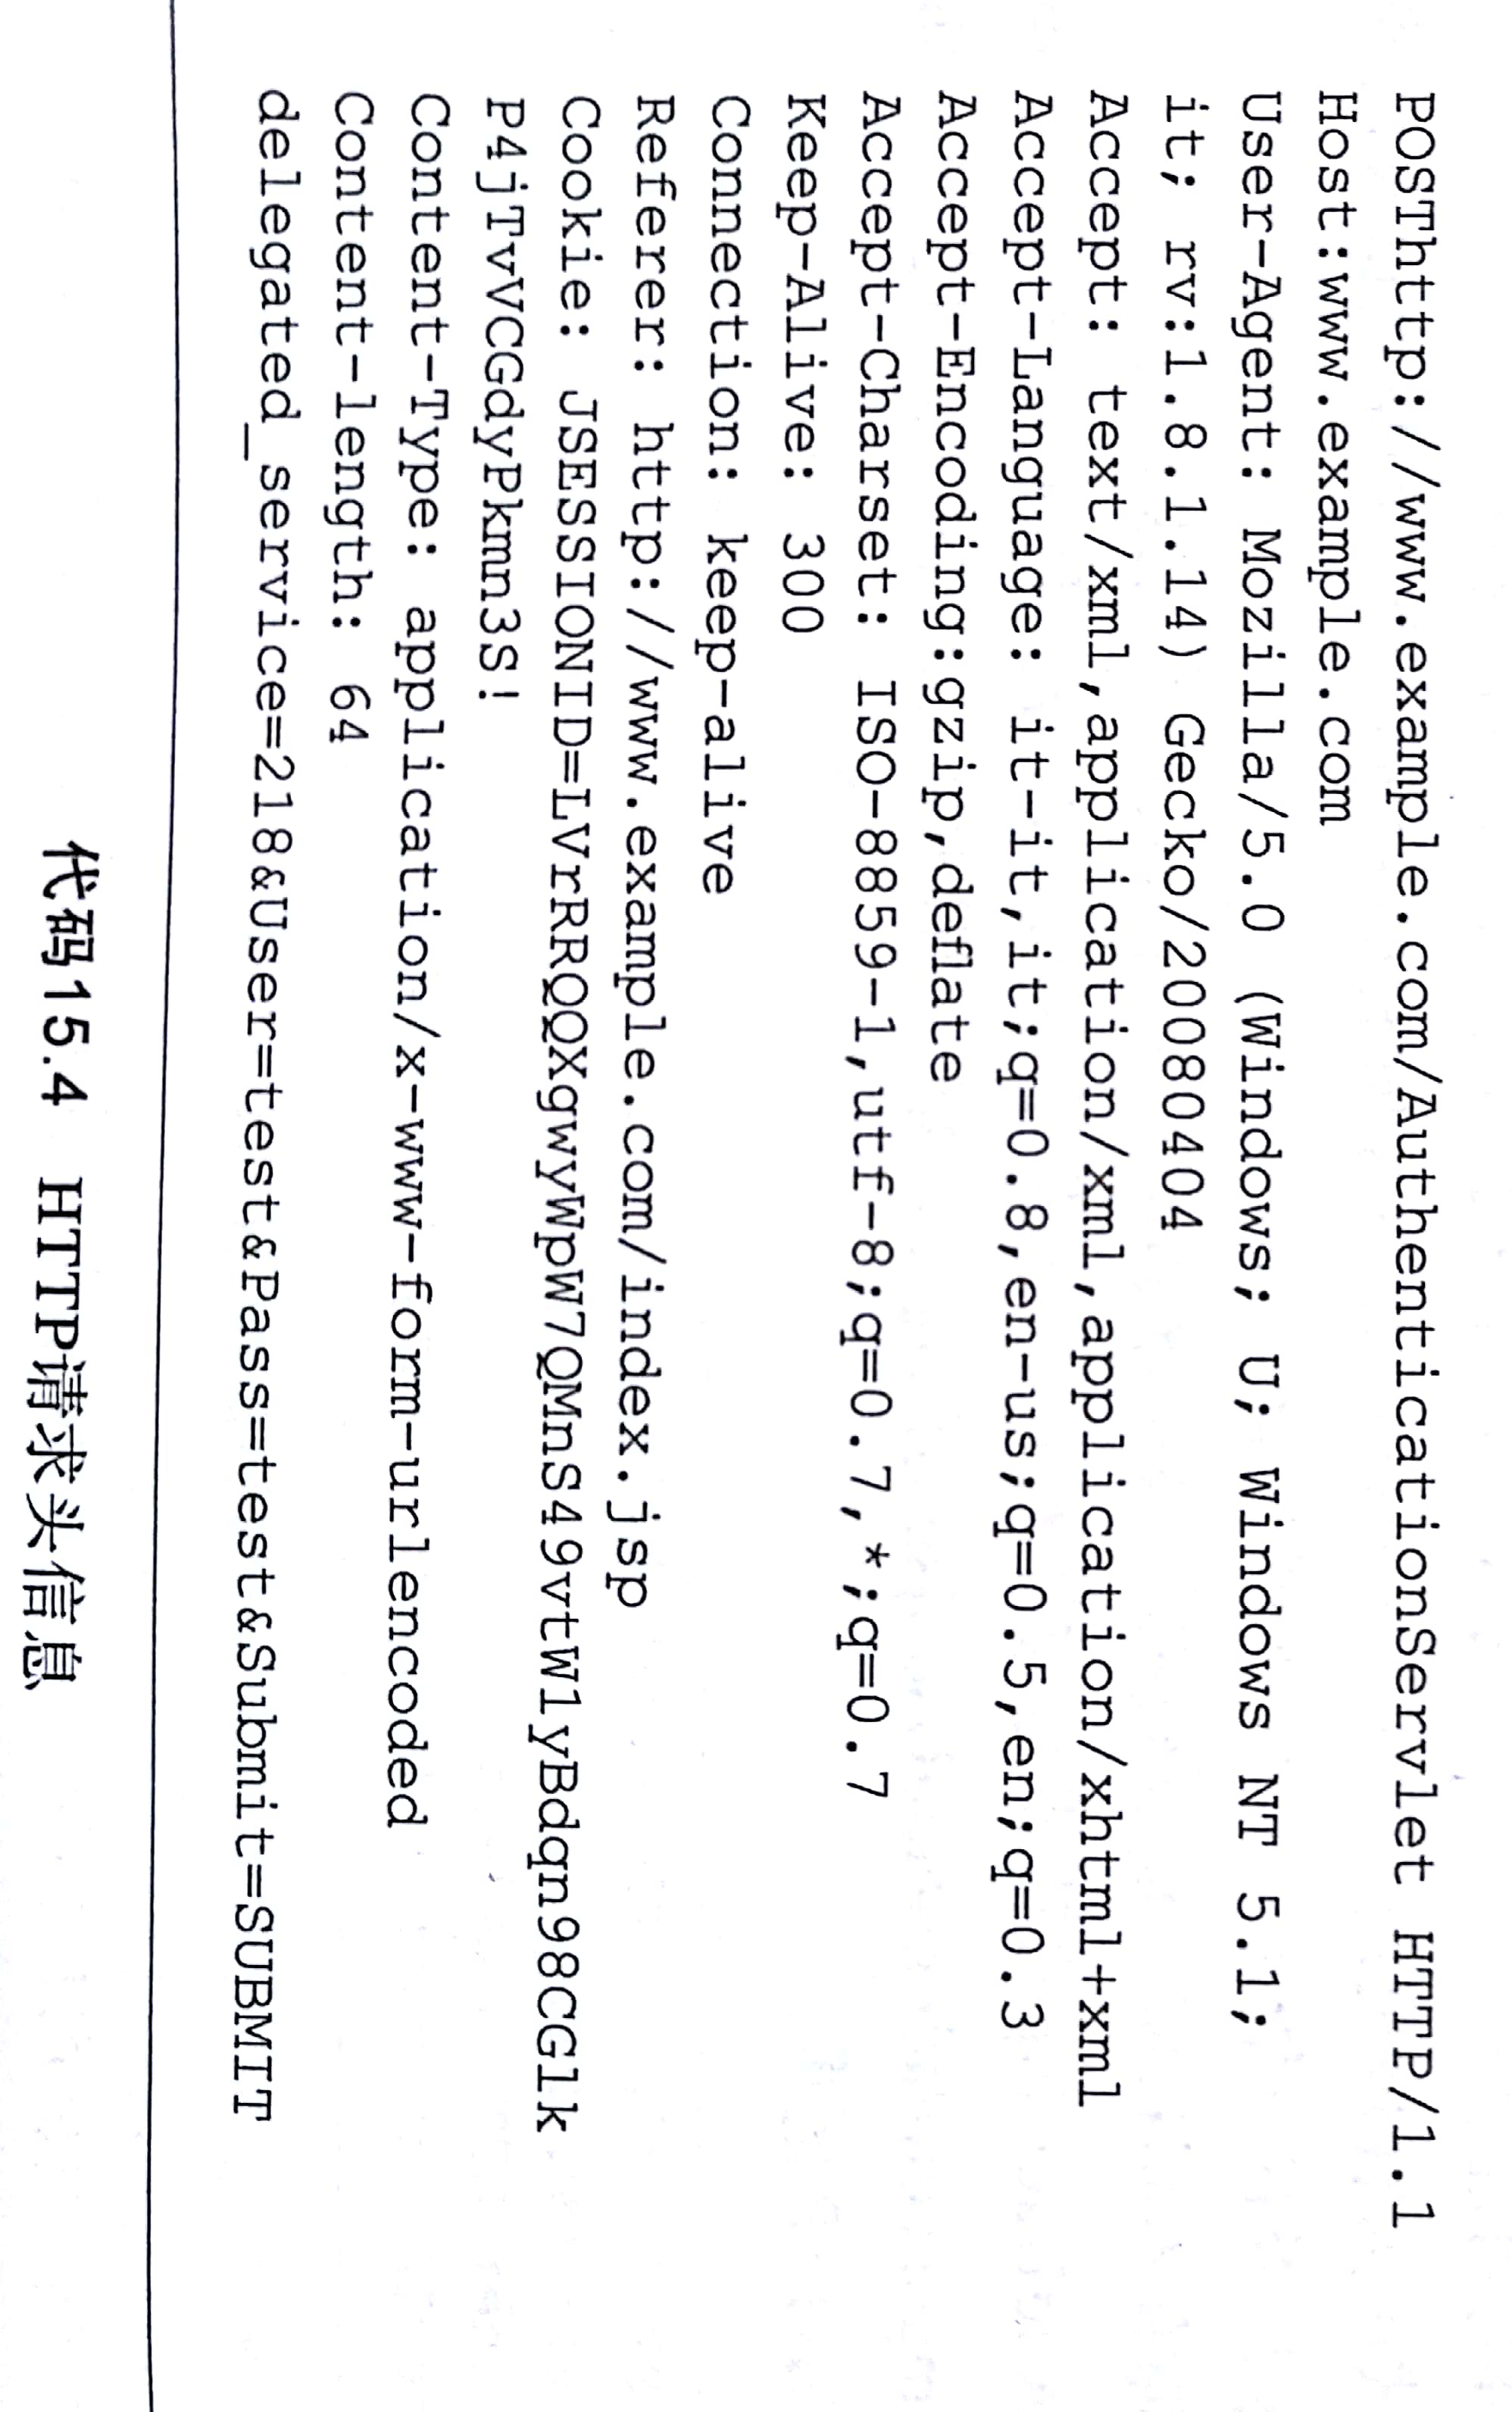 POSThttp://www.example.com/AuthenticationServlet HTTP/1.1
Host:www.example.com
User-Agent: Mozilla/5.0 (Windows; U; Windows NT 5.1;
it; rv:1.8.1.14) Gecko/20080404
Accept: text/xml,application/xml,application/xhtml+xml
Accept-Language: it-it,it;q=0.8,en-us;q=0.5,en;q=0.3
Accept-Encoding:gzip,deflate
Accept-Charset: ISO-8859-1,utf-8;q=0.7,*;q=0.7
Keep-Alive: 300
Connection: keep-alive
Referer: http://www.example.com/index.jsp
Cookie: JSESSIONID=LVrRRQQXgwyWpW7QMnS49vtW1yBdqn98CGlk
P4jTvVCGdyPkmn3S!
Content-Type: application/x-www-form-urlencoded
Content-length: 64
delegated_service=218&User=test&Pass=test&Submit=SUBMIT
代码15.4 HTTP请求头信息